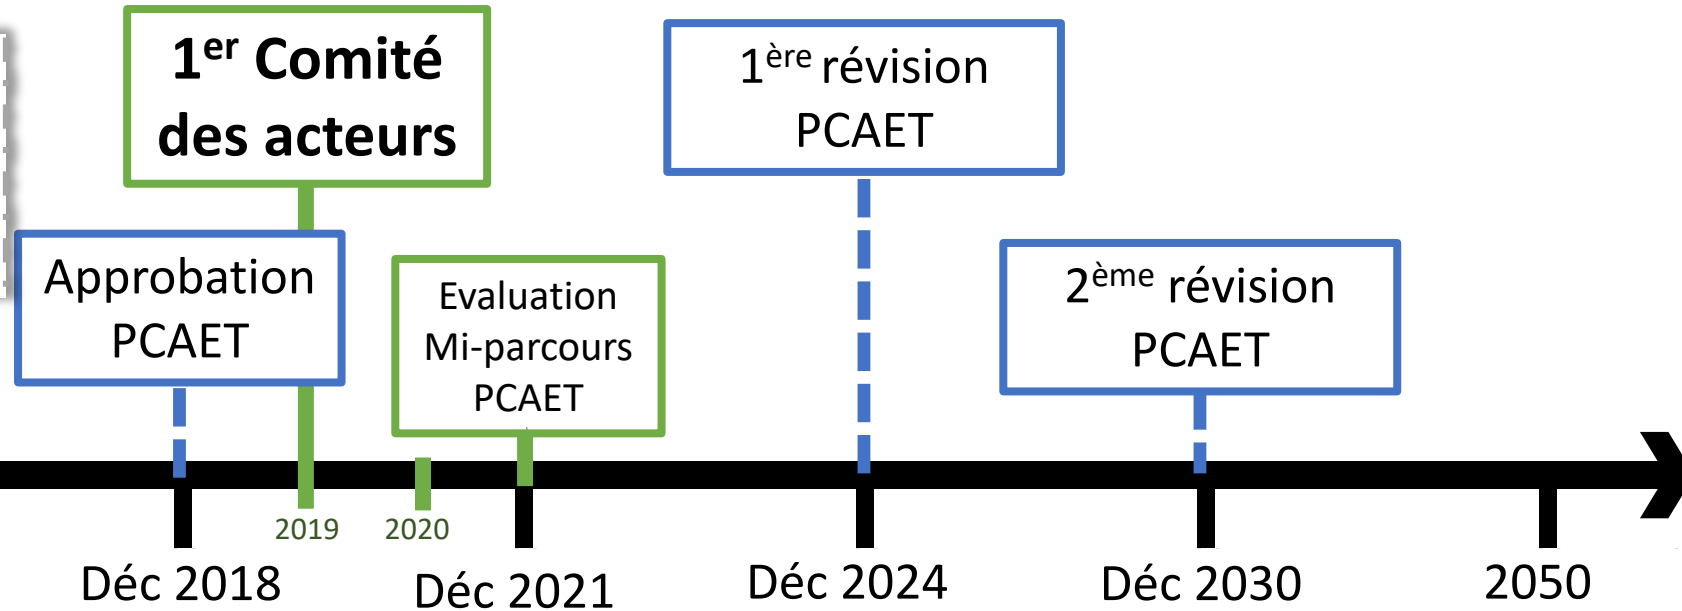 1er Comité
des acteurs
Approbation
PCAET
Evaluation
Mi-parcours
PCAET
1ère révision
PCAET
2ème révision
PCAET
2019
2020
Déc 2018
Déc 2021
Déc 2024
Déc 2030
2050